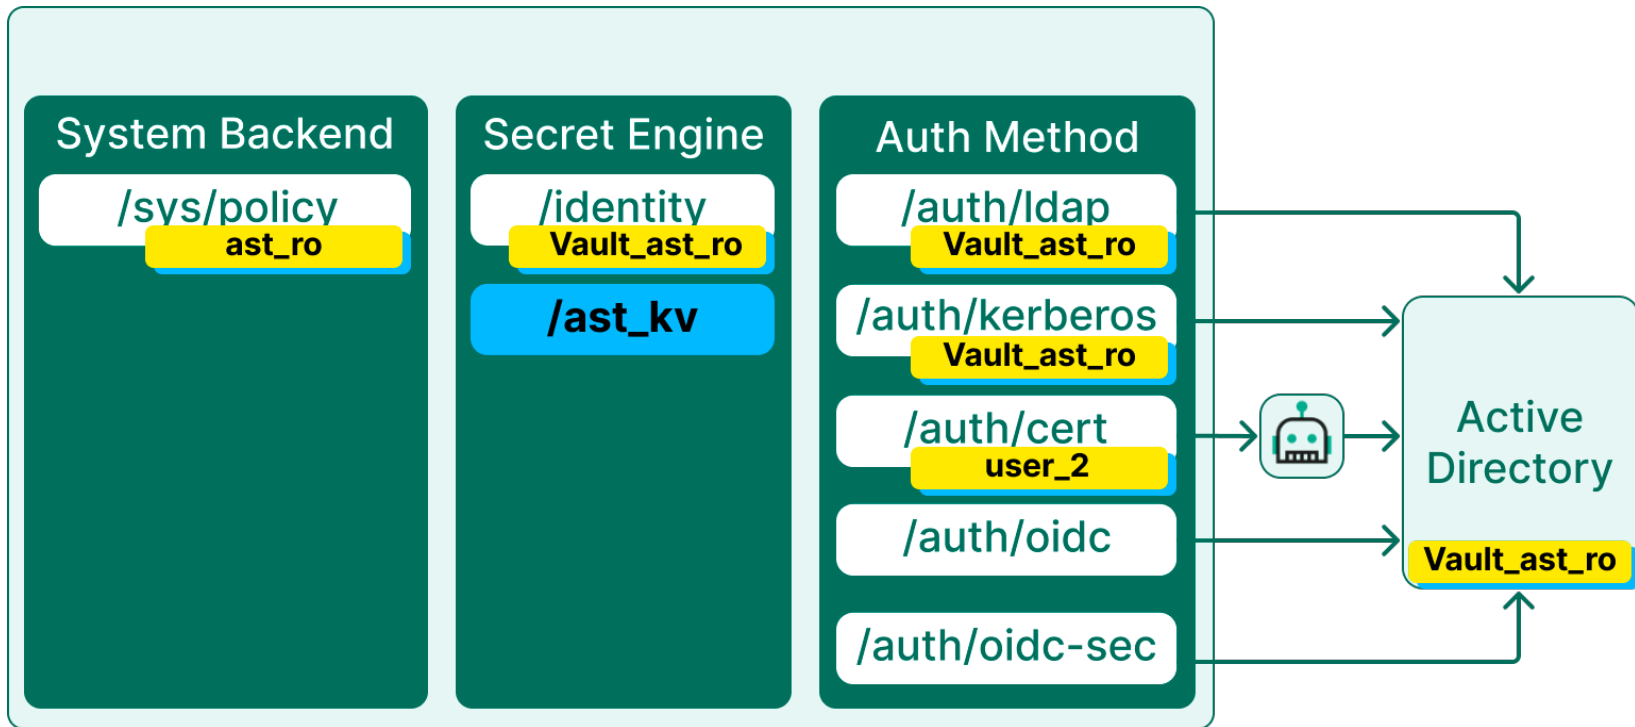 System Backend
/sys/policy
ast_ro
Secret Engine
/identity
Vault_ast_ro
/ast_kv
Auth Method
/auth/ldap
Vault_ast_ro
/auth/kerberos
Vault_ast_ro
/auth/cert
user_2
/auth/oidc
/auth/oidc-sec
Active
Directory
Vault_ast_ro